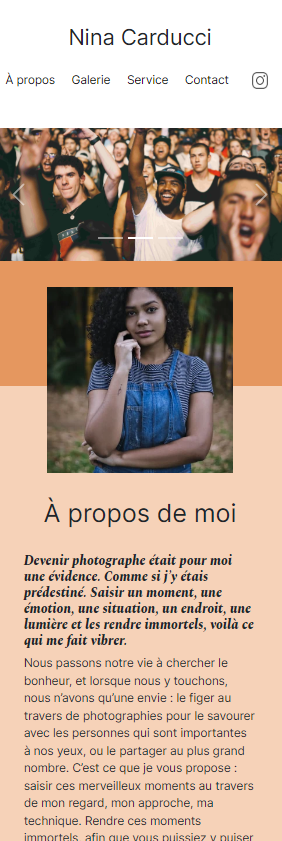 Nina Carducci
À propos Galerie Service Contact
À propos de moi
Devenir photographe était pour moi
une évidence. Comme si j'y étais
prédestiné. Saisir un moment, une
émotion, une situation, un endroit, une
lumière et les rendre immortels, voilà ce
qui me fait vibrer.
Nous passons notre vie à chercher le
bonheur, et lorsque nous y touchons,
nous n’avons qu’une envie : le figer au
travers de photographies pour le savourer
avec les personnes qui sont importantes
à nos yeux, ou le partager au plus grand
nombre. C’est ce que je vous propose :
saisir ces merveilleux moments au travers
de mon regard, mon approche, ma
technique. Rendre ces moments
immortels, afin que vous puissiez y puiser